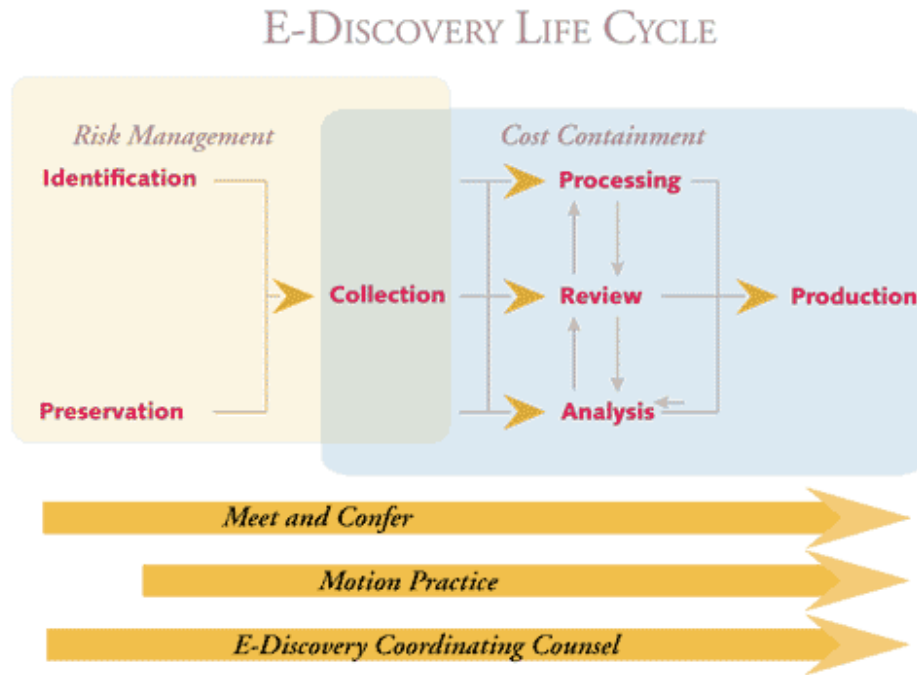 E-Discovery Life Cycle
Risk Management
Cost Containment
Identification
Processing
Collection
Review
Production
Preservation
Analysis
Meet and Confer
Motion Practice
E-Discovery Coordinating Counsel